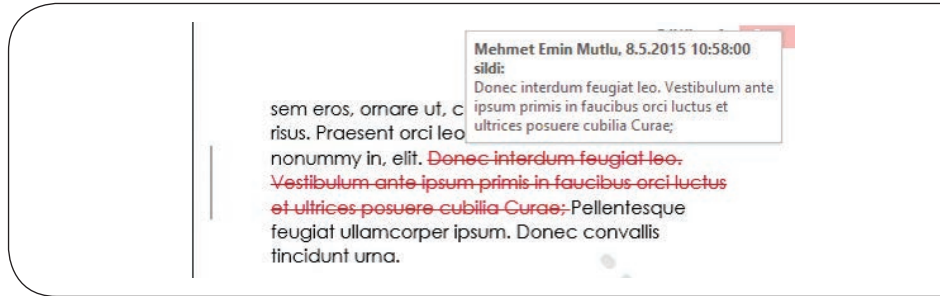 Mehmet Emin Mutlu, 8.5.2015 10:58:00
sildi:
Donec interdum feugiat leo. Vestibulum ante
ipsum primis in faucibus orci luctus et
ultrices posuere cubilia Curae;
sem eros, ornare ut, c
risus. Praesent orci leo
nonummy in, elit. Donec interdum feugiat leo.
Vestibulum ante ipsum primis in faucibus orci luctus
et ultrices posuere cubilia Curae; Pellentesque
feugiat ullamcorper ipsum. Donec convallis
tincidunt urna.